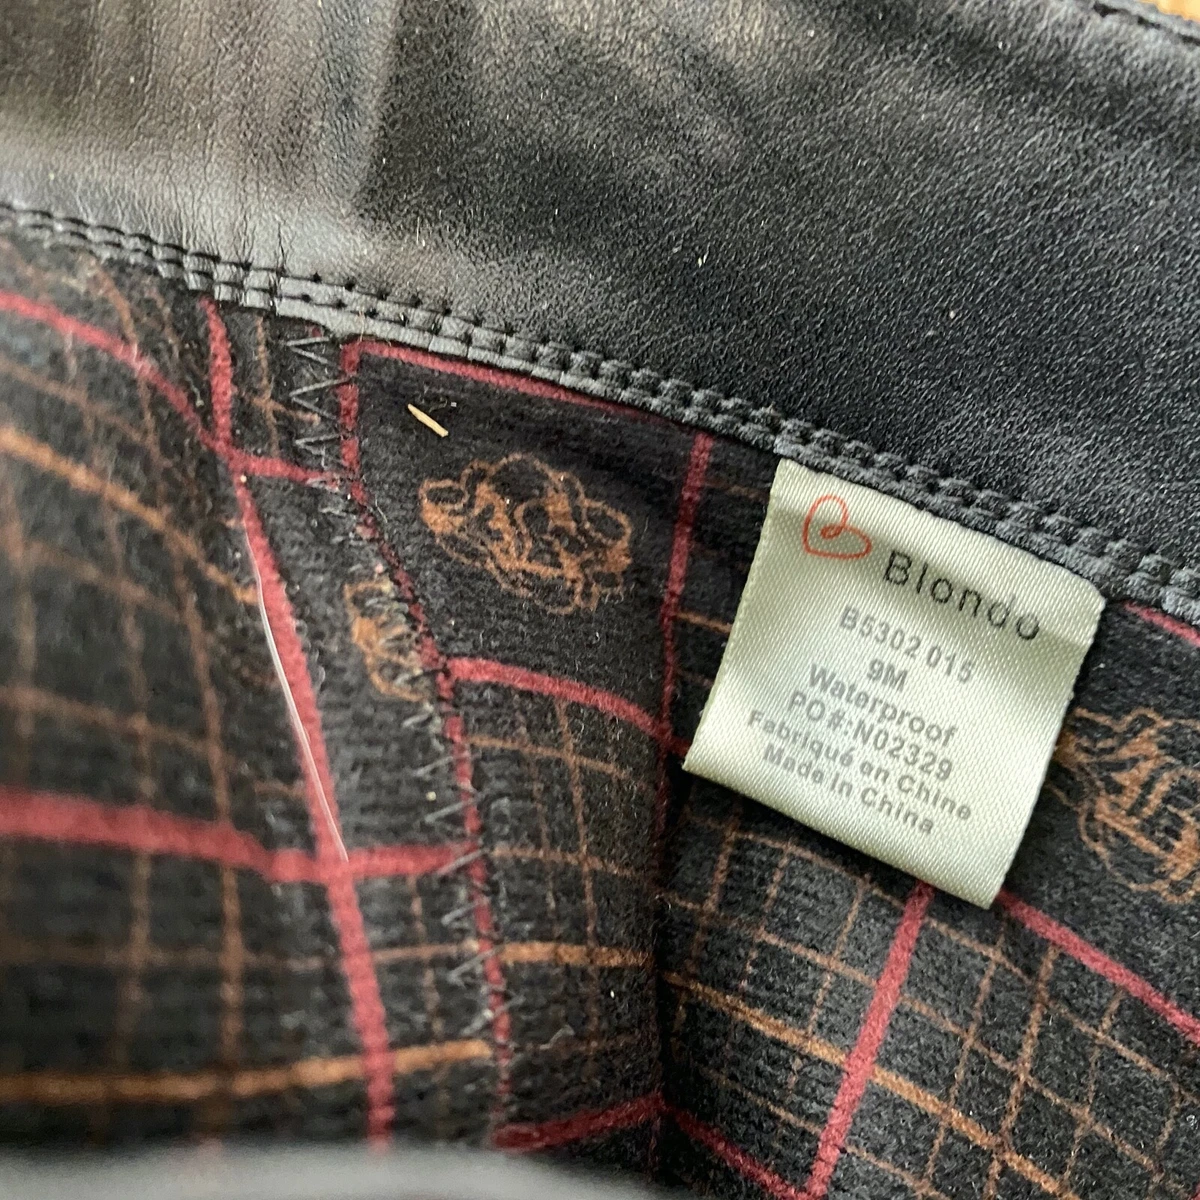 Blondo
B5302 015
9M
Waterproof
PO#:N02329
Fabriqué en Chine
Made In China